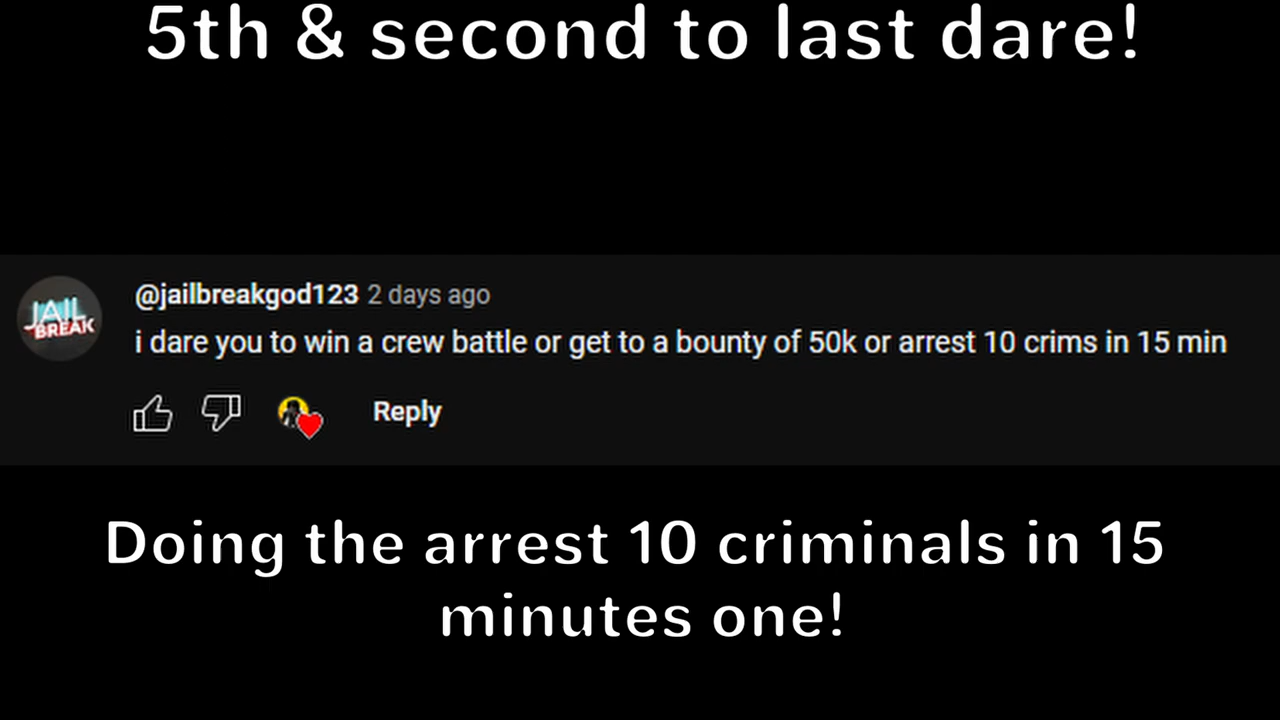 5th & second to last dare!
JAIL
BREAK
@jailbreakgod123 2 days ago
i dare you to win a crew battle or get to a bounty of 50k or arrest 10 crims in 15 min
Reply
Doing the arrest 10 criminals in 15
minutes one!